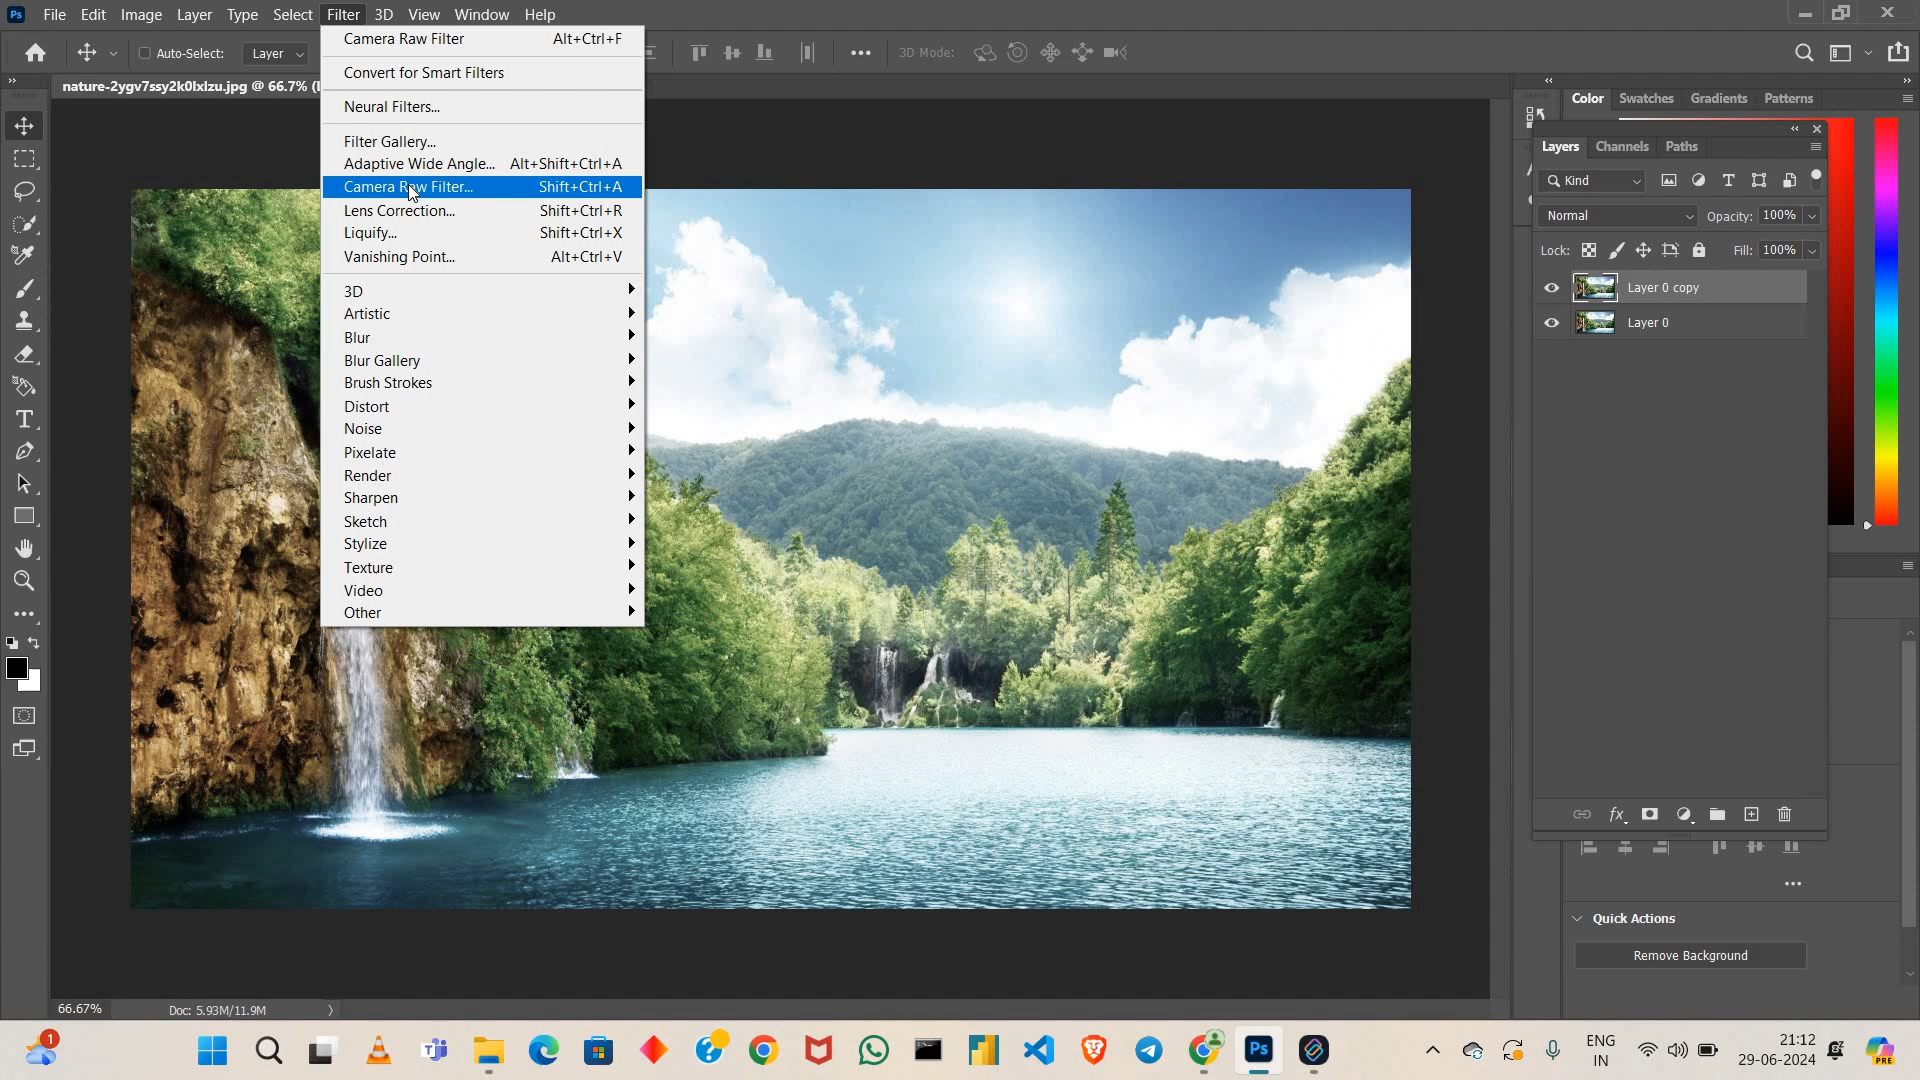 Ps File Edit Image Layer Type Select Filter 3D View Window Help
Auto-Select: Layer 3D Mode:
nature-2ygv7ssy2k0lxlzu.jpg @ 66.7% (
Camera Raw Filter Alt+Ctrl+F
Convert for Smart Filters
Neural Filters...
Filter Gallery...
Adaptive Wide Angle... Alt+Shift+Ctrl+A
Camera Raw Filter... Shift+Ctrl+A
Lens Correction... Shift+Ctrl+R
Liquify... Shift+Ctrl+X
Vanishing Point... Alt+Ctrl+V
3D
Artistic
Blur
Blur Gallery
Brush Strokes
Distort
Noise
Pixelate
Render
Sharpen
Sketch
Stylize
Texture
Video
Other
Color Swatches Gradients Patterns
Layers Channels Paths
Kind
Normal Opacity: 100%
Lock: Fill: 100%
Layer 0 copy
Layer 0
fx
Quick Actions
Remove Background
66.67% Doc: 5.93M/11.9M
1
Ps
ENG
IN
21:12
29-06-2024
PRE